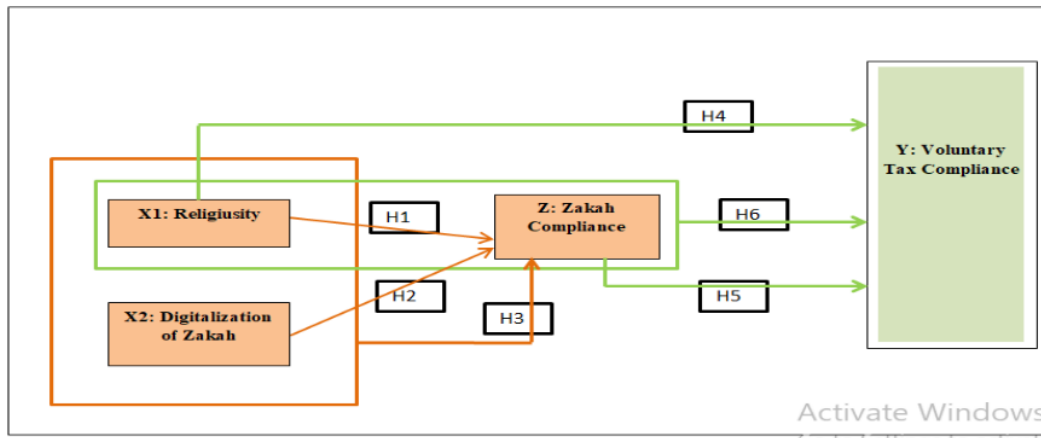 H4
Y: Voluntary
Tax Compliance
X1: Religiusity
H1
Z: Zakah
Compliance
H6
H2
H5
X2: Digitalization
of Zakah
H3
Activate Windows